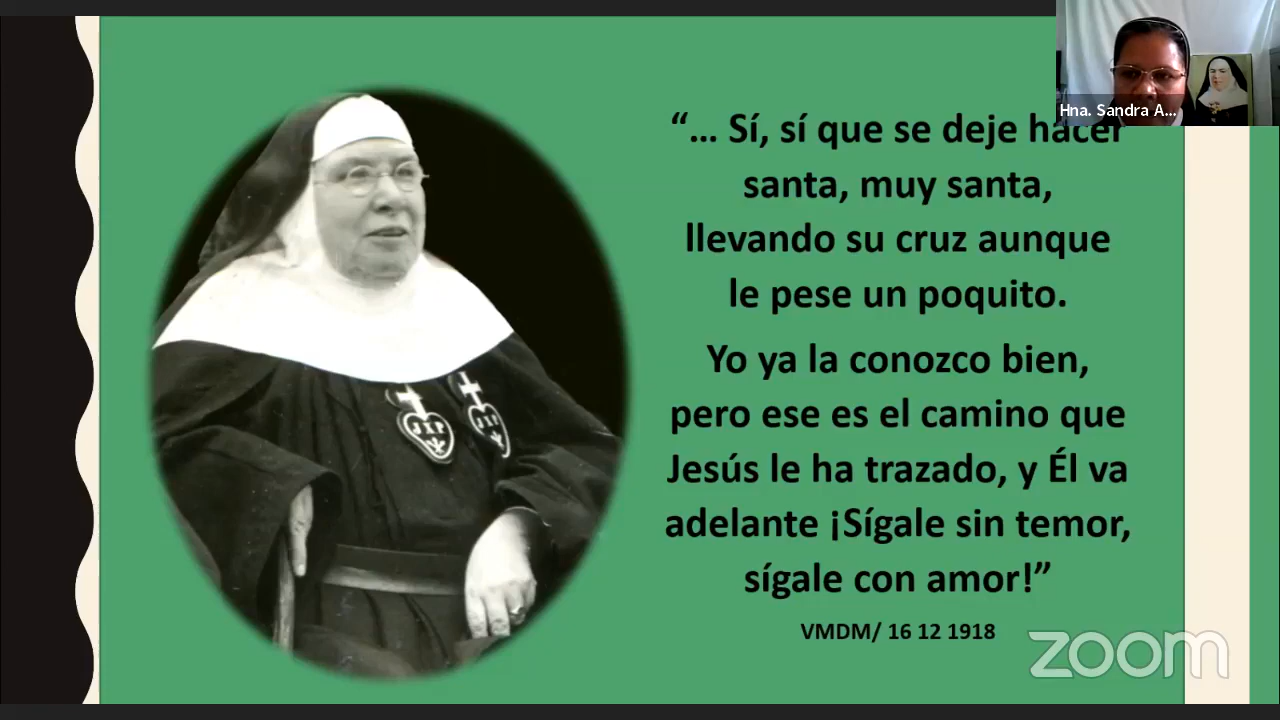 Hna. Sandra A...
“... Sí, sí que se deje hacer
santa, muy santa,
llevando su cruz aunque
le pese un poquito.
Yo ya la conozco bien,
pero ese es el camino que
Jesús le ha trazado, y Él va
adelante ¡Sígale sin temor,
sígale con amor!”
VMDM/ 16 12 1918
zoom
JXP